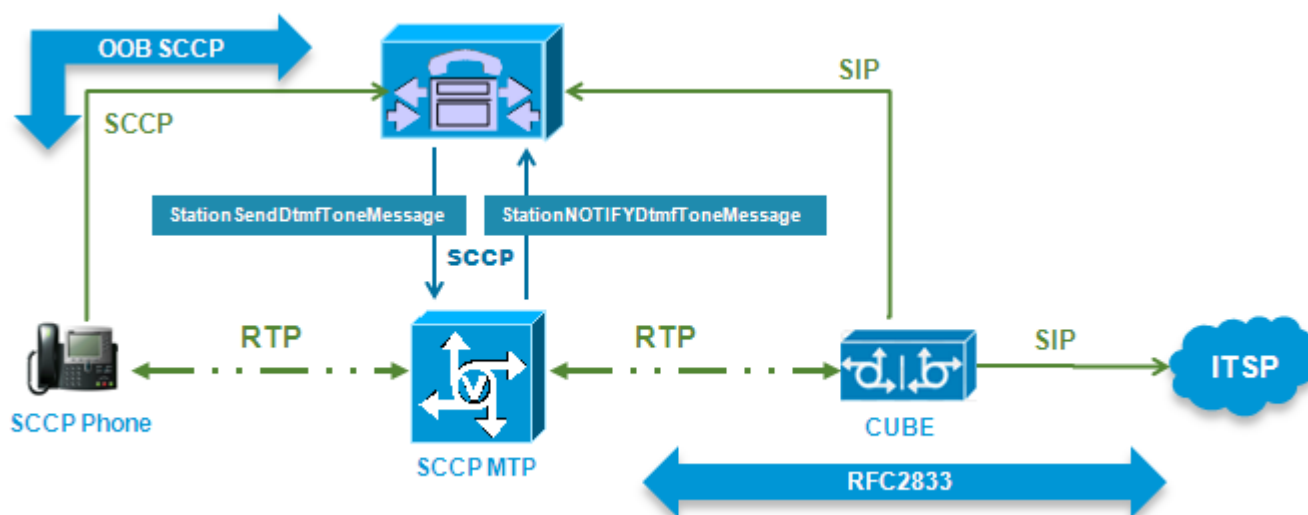 OOB SCCP
SIP
SCCP
StationSendDtmfToneMessage
StationNOTIFYDtmfToneMessage
SCCP
RTP
RTP
SIP
ITSP
V
SCCP Phone
CUBE
SCCP MTP
RFC2833